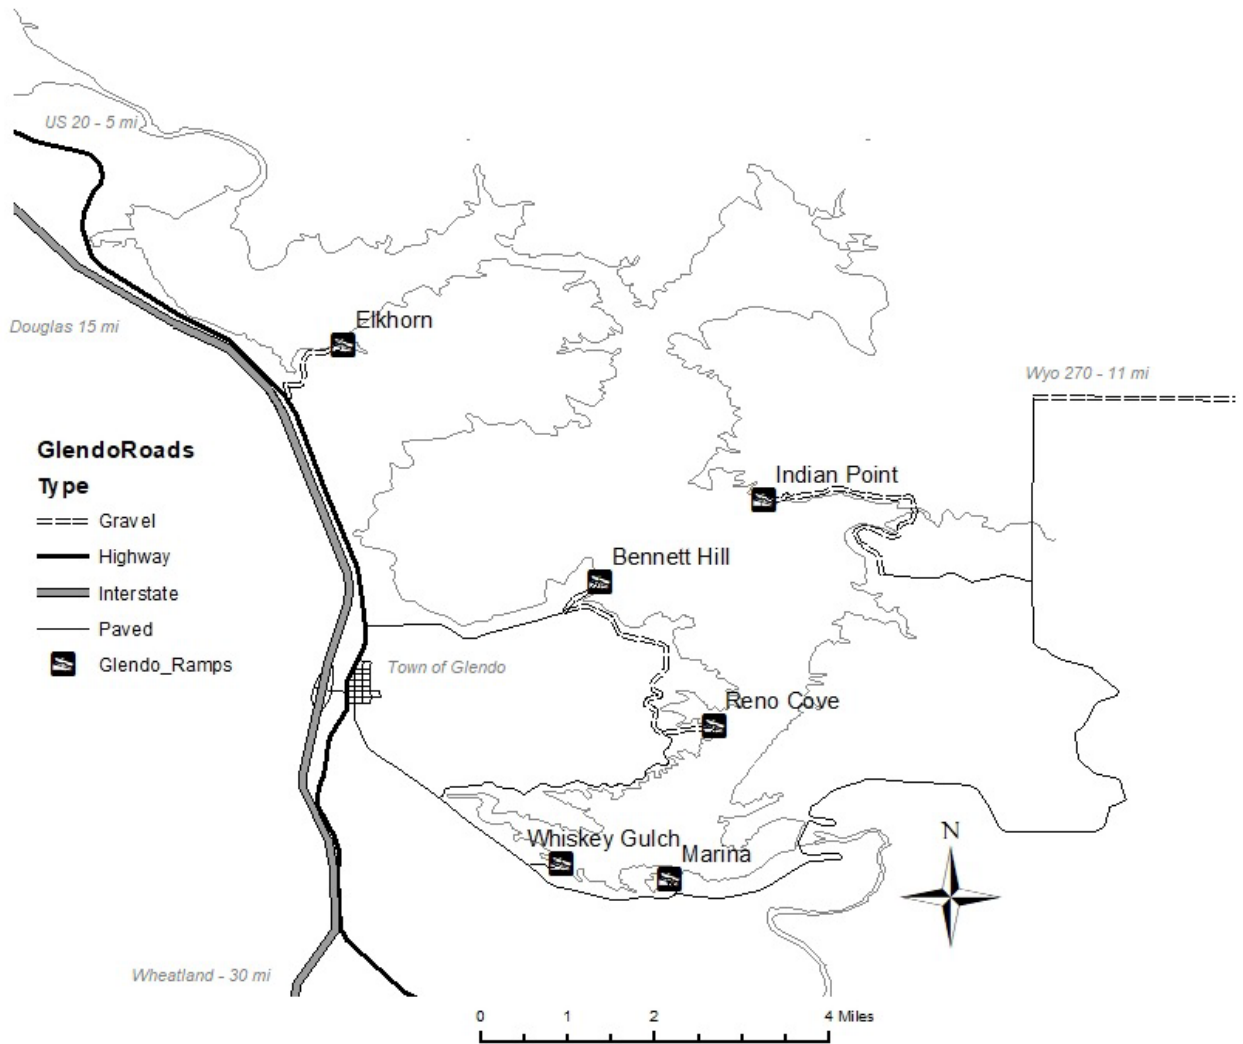 US 20 - 5 mi
Douglas 15 mi
Elkhorn
Wyo 270 - 11 mi
GlendoRoads
Type
Gravel
Highway
Interstate
Paved
Glendo_Ramps
Indian Point
Bennett Hill
Town of Glendo
Reno Cove
Whiskey Gulch
Marina
N
Wheatland - 30 mi
0 1 2 4 Miles